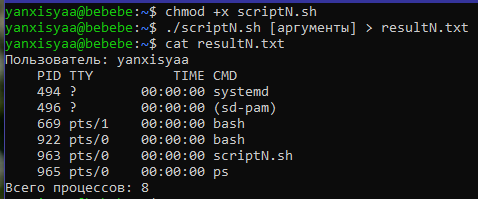 yanxisyaa@bebebe:~$ chmod +x scriptN.sh
yanxisyaa@bebebe:~$ ./scriptN.sh [аргументы] > resultN.txt
yanxisyaa@bebebe:~$ cat resultN.txt
Пользователь: yanxisyaa
    PID TTY          TIME CMD
    494 ?        00:00:00 systemd
    496 ?        00:00:00 (sd-pam)
    669 pts/1    00:00:00 bash
    922 pts/0    00:00:00 bash
    963 pts/0    00:00:00 scriptN.sh
    965 pts/0    00:00:00 ps
Всего процессов: 8